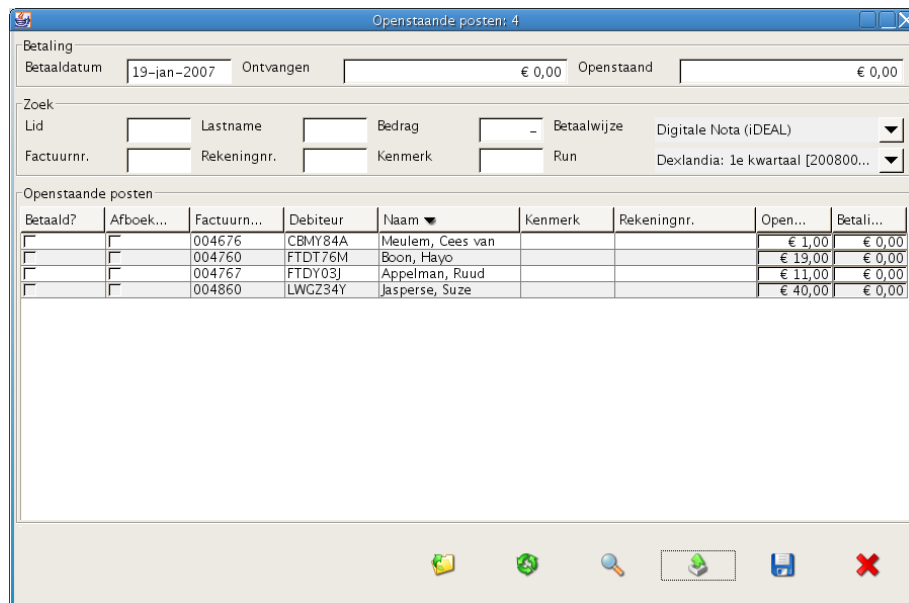 Openstaande posten: 4
Betaling
Betaaldatum 19-jan-2007 Ontvangen € 0,00 Openstaand € 0,00
Zoek
Lid Lastname Bedrag - Betaalwijze Digitale Nota (iDEAL)
Factuurnr. Rekeningnr. Kenmerk Run Dexlandia: 1e kwartaal [200800...
Openstaande posten
Betaald? Afboek... Factuurn... Debiteur Naam Kenmerk Rekeningnr. Open... Betali...
004676 CBMY84A Meulem, Cees van € 1,00 € 0,00
004760 FTDT76M Boon, Hayo € 19,00 € 0,00
004767 FTDY03J Appelman, Ruud € 11,00 € 0,00
004860 LWGZ34Y Jasperse, Suze € 40,00 € 0,00